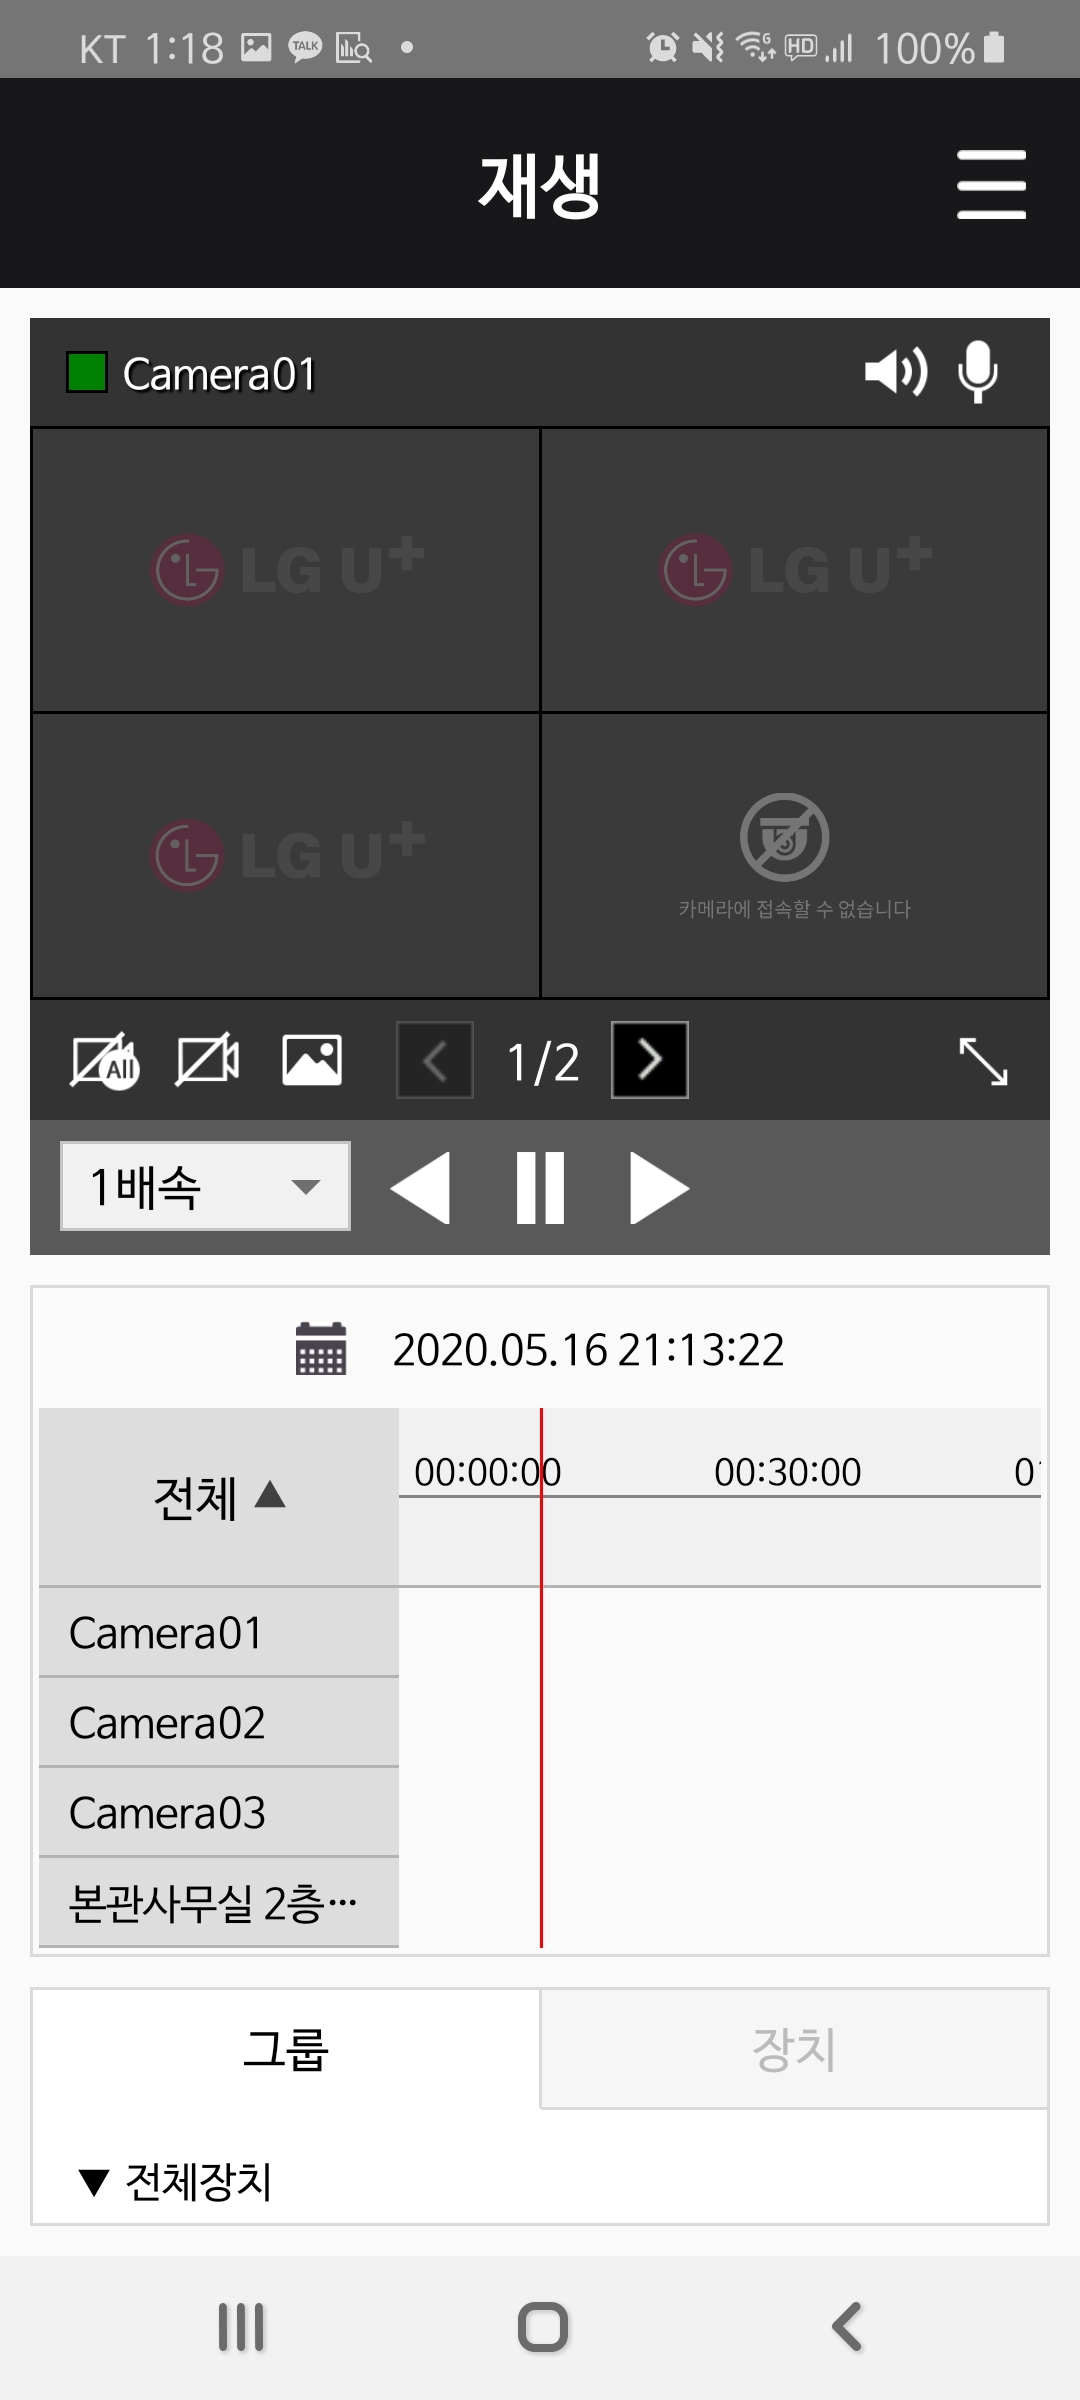 KT 1:18 TALK G HD 100%
재생
Camera01
LG U+ LG U+
LG U+
카메라에 접속할 수 없습니다
All 1/2
1배속
2020.05.16 21:13:22
전체 ▲ 00:00:00 00:30:00
Camera01
Camera02
Camera03
본관사무실 2층…
그룹 장치
▼ 전체장치